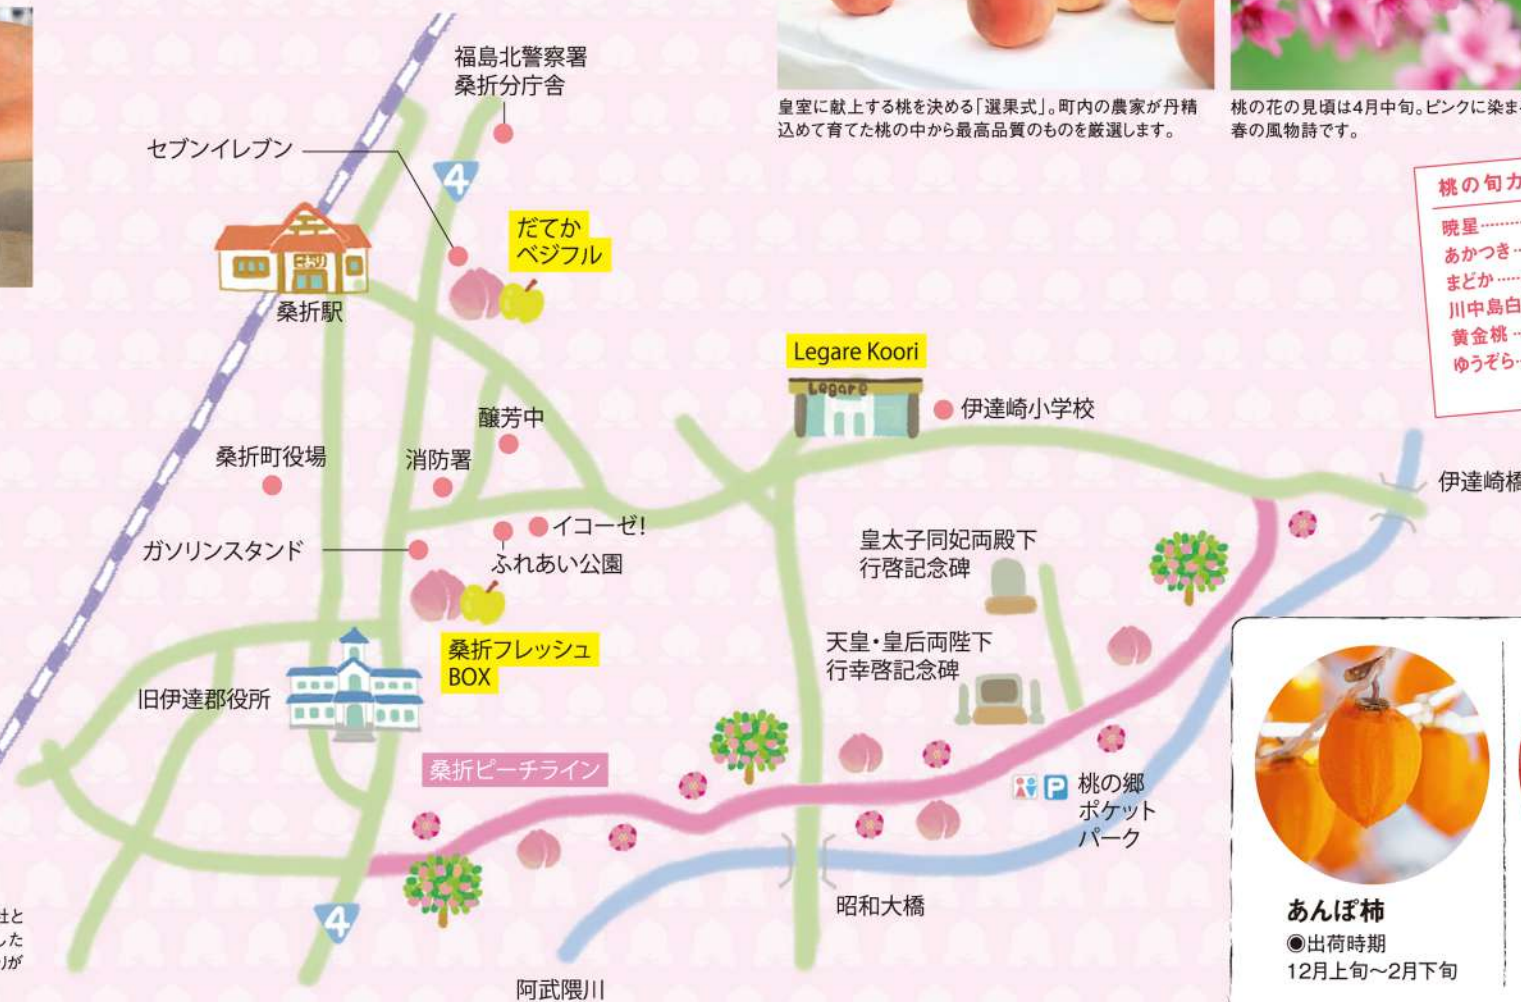 皇室に献上する桃を決める「選果式」。町内の農家が丹精
込めて育てた桃の中から最高品質のものを厳選します。
桃の花の見頃は4月中旬。ピンクに染ま
春の風物詩です。
桃の旬カ
暁星
あかつき
まどか
川中島白
黄金桃
ゆうぞら
福島北警察署
桑折分庁舎
セブンイレブン
4
だてか
ベジフル
桑折駅
Legare Koori
Legare
伊達崎小学校
醸芳中
桑折町役場
消防署
伊達崎橋
イコーゼ!
ガソリンスタンド
ふれあい公園
皇太子同妃両殿下
行啓記念碑
桑折フレッシュ
BOX
天皇・皇后両陛下
行幸啓記念碑
旧伊達郡役所
桑折ピーチライン
P
桃の郷
ポケット
パーク
昭和大橋
4
阿武隈川
社と
した
りが
あんぽ柿
◉出荷時期
12月上旬〜2月下旬